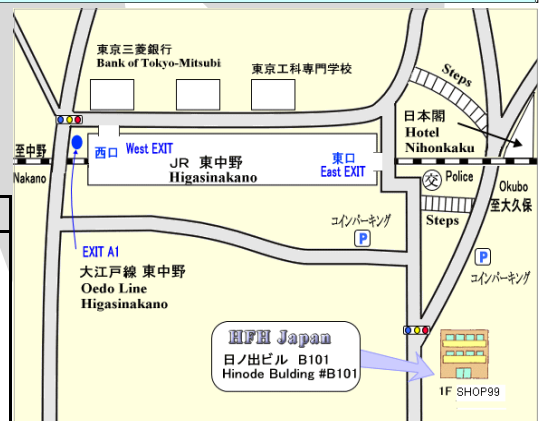 東京三菱銀行
Bank of Tokyo-Mitsubi
東京工科専門学校
Steps
日本閣
Hotel
Nihonkaku
至中野
Nakano
西口 West EXIT
JR 東中野
Higasinakano
東口
East EXIT
交 Police
Okubo
至大久保
Steps
コインパーキング
P
EXIT A1
大江戸線 東中野
Oedo Line
Higasinakano
P
コインパーキング
HFH Japan
日ノ出ビル B101
Hinode Bulding #B101
1F SHOP99